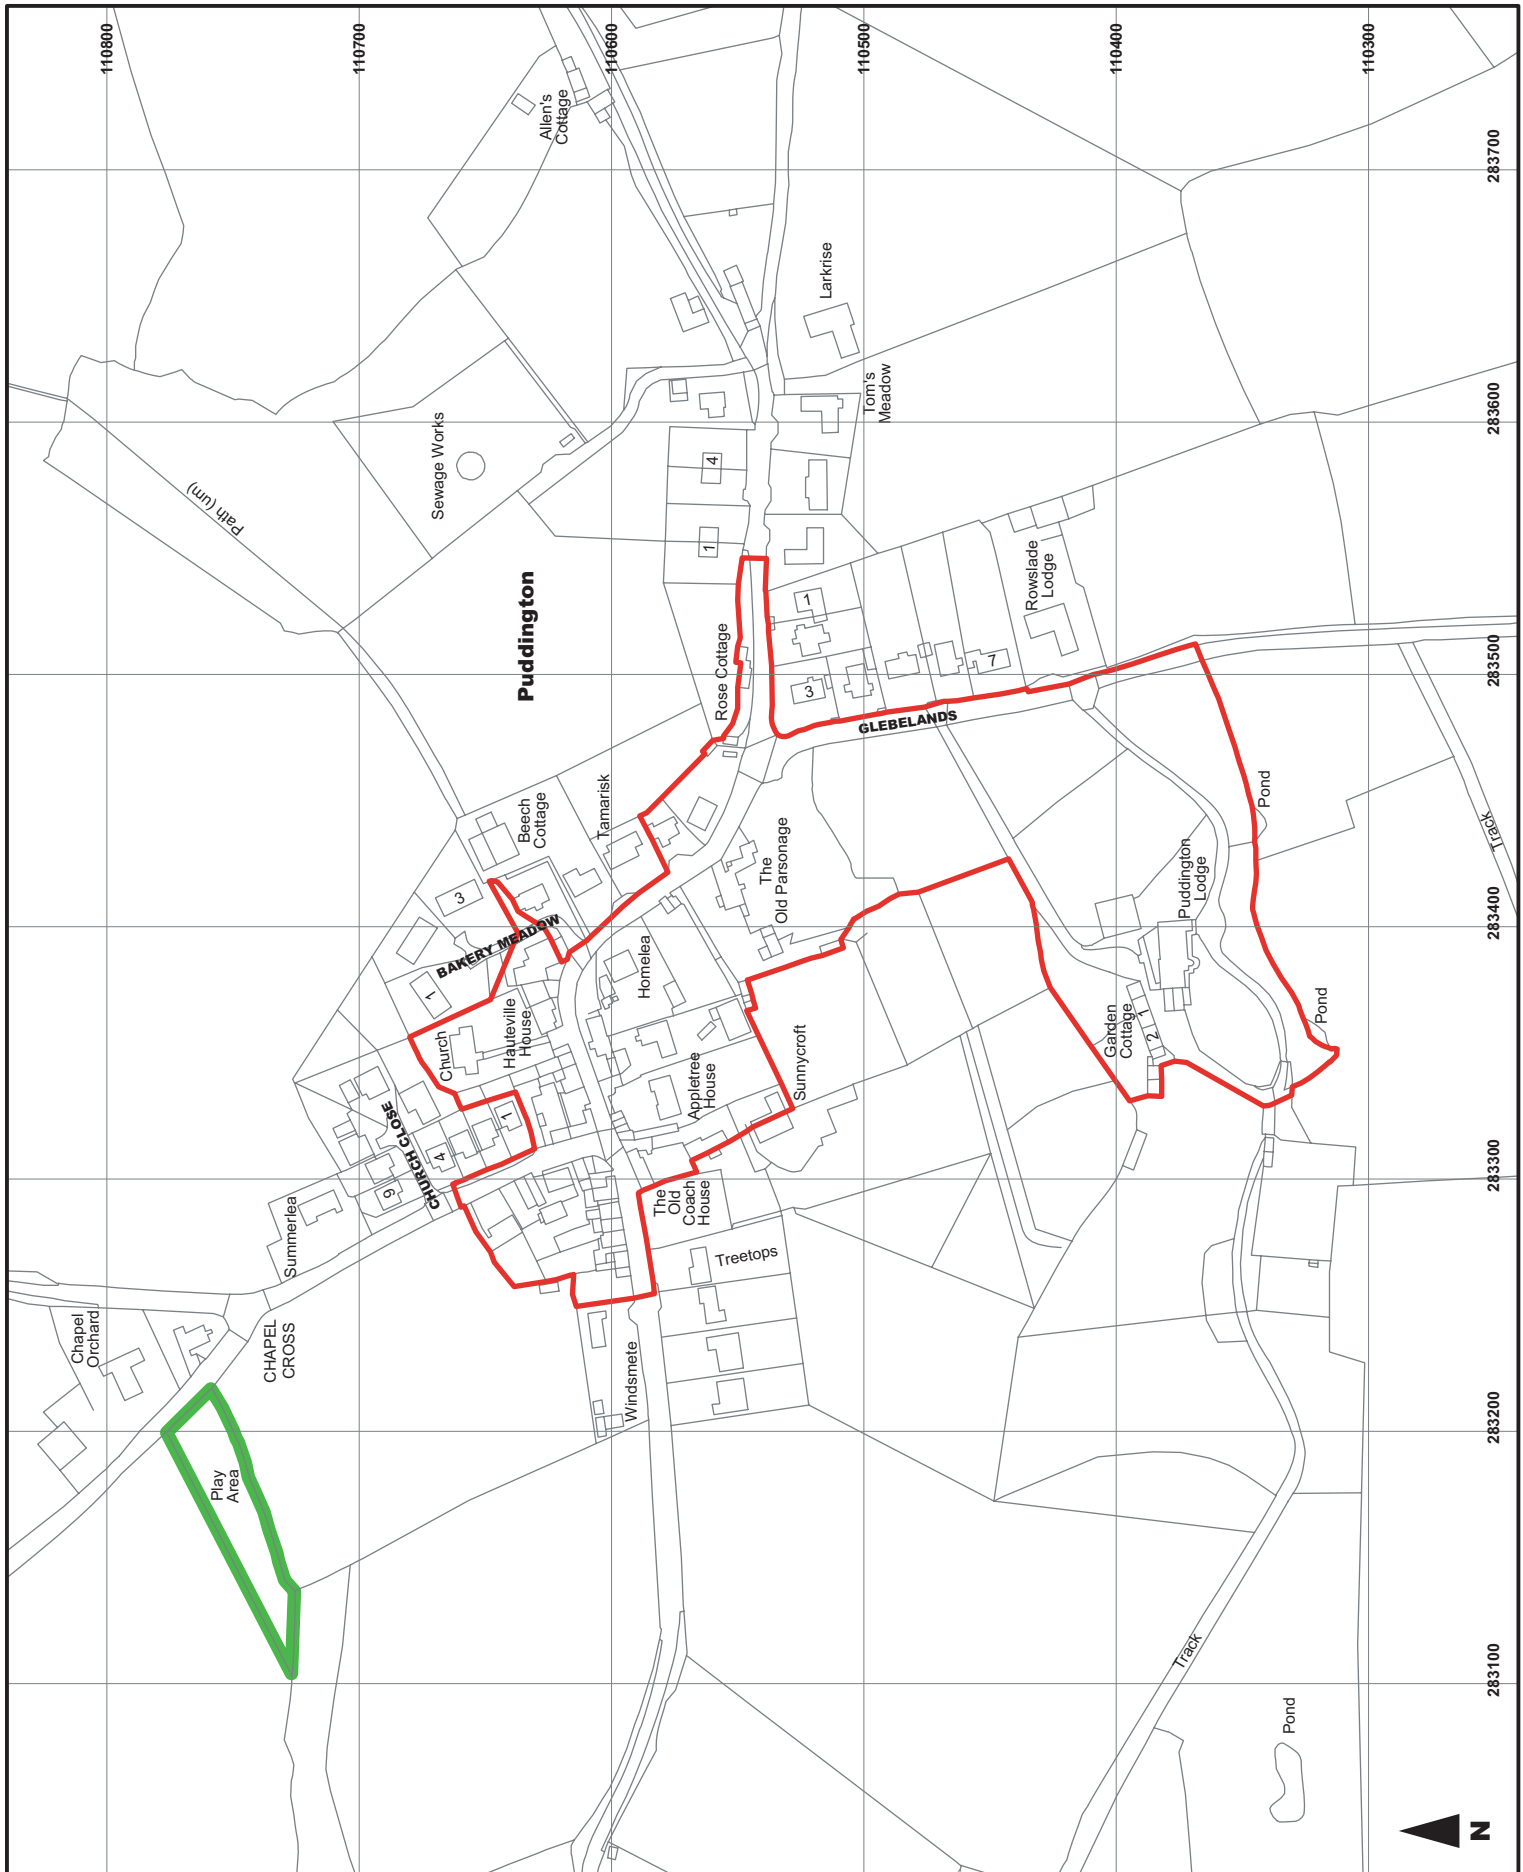 110800
110700
110600
110500
110400
110300
283700
283600
283500
283400
283300
283200
283100
Allen's
Cottage
Larkrise
Tom's
Meadow
Sewage Works
Path (um)
4
1
Puddington
Rose Cottage
1
3
7
Rowslade
Lodge
GLEBELANDS
Beech
Cottage
Tamarisk
The
Old Parsonage
Pond
Track
Puddington
Lodge
3
BAKERY MEADOW
1
Homelea
Hauteville
House
Church
Garden
Cottage
1
2
Pond
Sunnycroft
Appletree
House
1
CHURCH CLOSE
4
9
Summerlea
The
Old
Coach
House
Treetops
Windsmete
Chapel
Orchard
CHAPEL
CROSS
Play
Area
Track
Pond
N